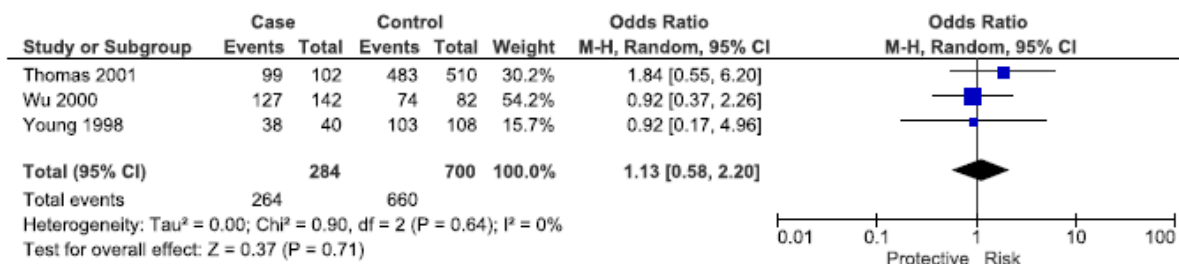 Case Control Odds Ratio Odds Ratio
Study or Subgroup Events Total Events Total Weight M-H, Random, 95% CI M-H, Random, 95% CI
Thomas 2001 99 102 483 510 30.2% 1.84 [0.55, 6.20]
Wu 2000 127 142 74 82 54.2% 0.92 [0.37, 2.26]
Young 1998 38 40 103 108 15.7% 0.92 [0.17, 4.96]
Total (95% CI) 284 700 100.0% 1.13 [0.58, 2.20]
Total events 264 660
Heterogeneity: Tau² = 0.00; Chi² = 0.90, df = 2 (P = 0.64); I² = 0%
Test for overall effect: Z = 0.37 (P = 0.71)
0.01 0.1 1 10 100
Protective Risk